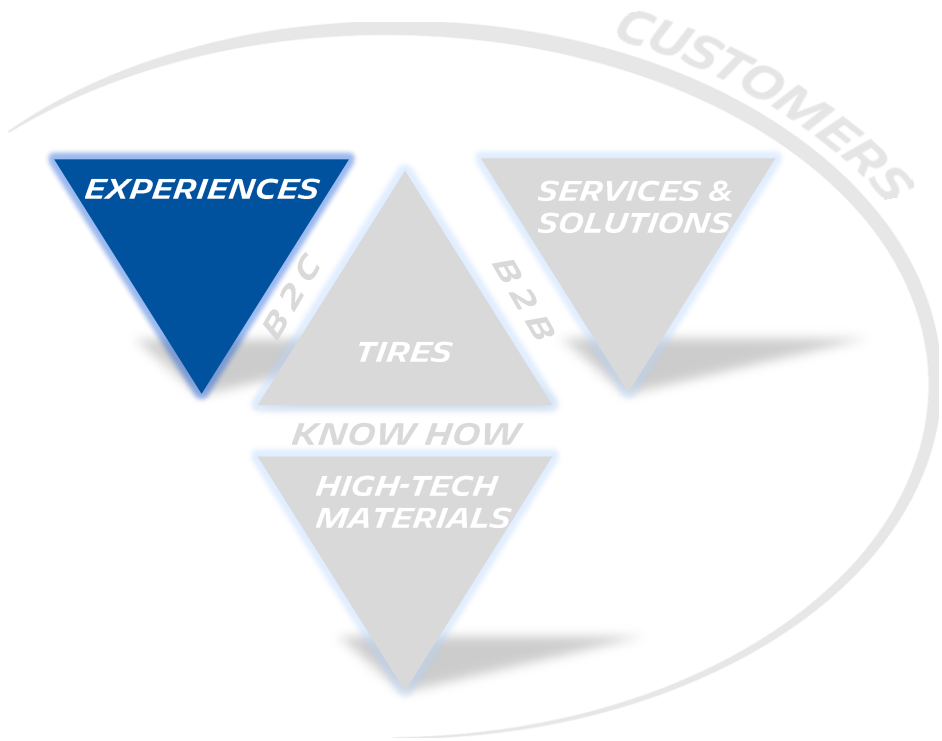 CUSTOMERS
EXPERIENCES
SERVICES &
SOLUTIONS
B2C
B2B
TIRES
KNOW HOW
HIGH-TECH
MATERIALS